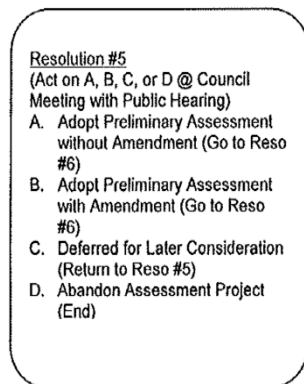 Resolution #5
(Act on A, B, C, or D @ Council
Meeting with Public Hearing)
A. Adopt Preliminary Assessment
without Amendment (Go to Reso
#6)
B. Adopt Preliminary Assessment
with Amendment (Go to Reso
#6)
C. Deferred for Later Consideration
(Return to Reso #5)
D. Abandon Assessment Project
(End)